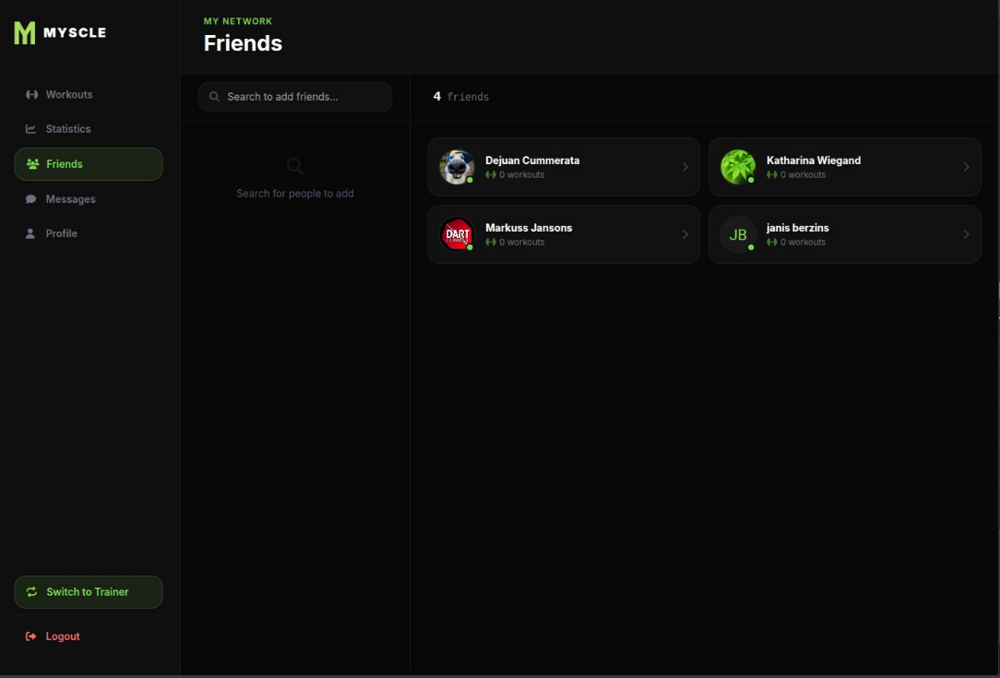 MYSCLE
Workouts
Statistics
Friends
Messages
Profile
Switch to Trainer
Logout
MY NETWORK
Friends
Search to add friends...
Search for people to add
4 friends
Dejuan Cummerata
0 workouts
Katharina Wiegand
0 workouts
DART
Markuss Jansons
0 workouts
JB
janis berzins
0 workouts